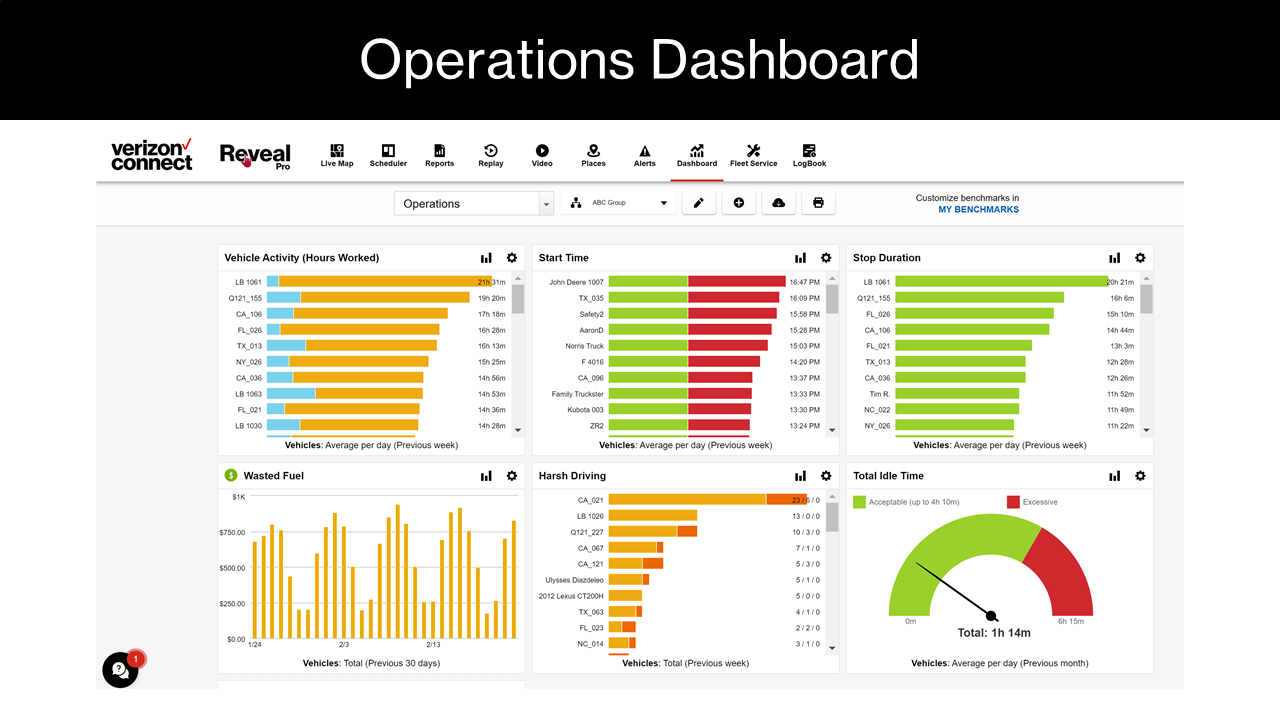 Operations Dashboard
verizon connect
Reveal Pro
Live Map
Scheduler
Reports
Replay
Video
Places
Alerts
Dashboard
Fleet Service
LogBook
Operations
ABC Group
Customize benchmarks in
MY BENCHMARKS
Vehicle Activity (Hours Worked)
LB 1061 21h 31m
Q121_155 19h 20m
CA_106 17h 18m
FL_026 16h 28m
TX_013 16h 13m
NY_026 15h 25m
CA_036 14h 56m
LB 1063 14h 53m
FL_021 14h 36m
LB 1030 14h 28m
Vehicles: Average per day (Previous week)
Start Time
John Deere 1007 16:47 PM
TX_035 16:09 PM
Safety2 15:58 PM
AaronD 15:28 PM
Norris Truck 15:03 PM
F 4016 14:20 PM
CA_096 13:37 PM
Family Truckster 13:33 PM
Kubota 003 13:30 PM
ZR2 13:24 PM
Vehicles: Average per day (Previous week)
Stop Duration
LB 1061 20h 21m
Q121_155 16h 6m
FL_026 15h 10m
CA_106 14h 44m
FL_021 13h 3m
TX_013 12h 28m
CA_036 12h 26m
Tim R. 11h 52m
NC_022 11h 49m
NY_026 11h 22m
Vehicles: Average per day (Previous week)
$ Wasted Fuel
$1K
$750.00
$500.00
$250.00
$0.00
1/24 2/3 2/13
Vehicles: Total (Previous 30 days)
Harsh Driving
CA_021 23 / 6 / 0
LB 1026 13 / 0 / 0
Q121_227 10 / 3 / 0
CA_067 7 / 1 / 0
CA_121 5 / 3 / 0
Ulysses Diazdeleo 5 / 1 / 0
2012 Lexus CT200H 5 / 0 / 0
TX_063 4 / 1 / 0
FL_023 2 / 2 / 0
NC_014 3 / 1 / 0
Vehicles: Total (Previous week)
Total Idle Time
Acceptable (up to 4h 10m) Excessive
0m 6h 15m
Total: 1h 14m
Vehicles: Average per day (Previous month)
1